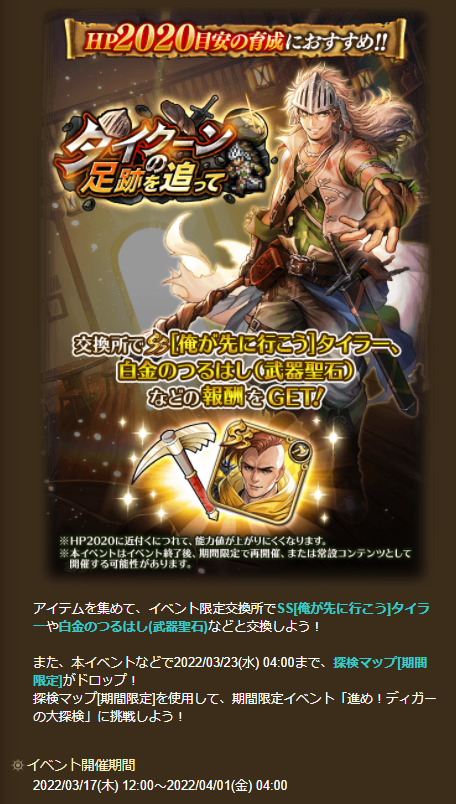 HP2020目安の育成におすすめ!!
タイクーンの
足跡を追って
交換所でSS[俺が先に行こう]タイラー、
白金のつるはし(武器聖石)
などの報酬をGET!
※HP2020に近付くにつれて、能力値が上がりにくくなります。
※本イベントはイベント終了後、期間限定で再開催、または常設コンテンツとして
開催する可能性があります。
アイテムを集めて、イベント限定交換所でSS[俺が先に行こう]タイラ
ーや白金のつるはし(武器聖石)などと交換しよう！
また、本イベントなどで2022/03/23(水) 04:00まで、探検マップ[期間
限定]がドロップ！
探検マップ[期間限定]を使用して、期間限定イベント「進め！ディガー
の大探検」に挑戦しよう！
イベント開催期間
2022/03/17(木) 12:00～2022/04/01(金) 04:00